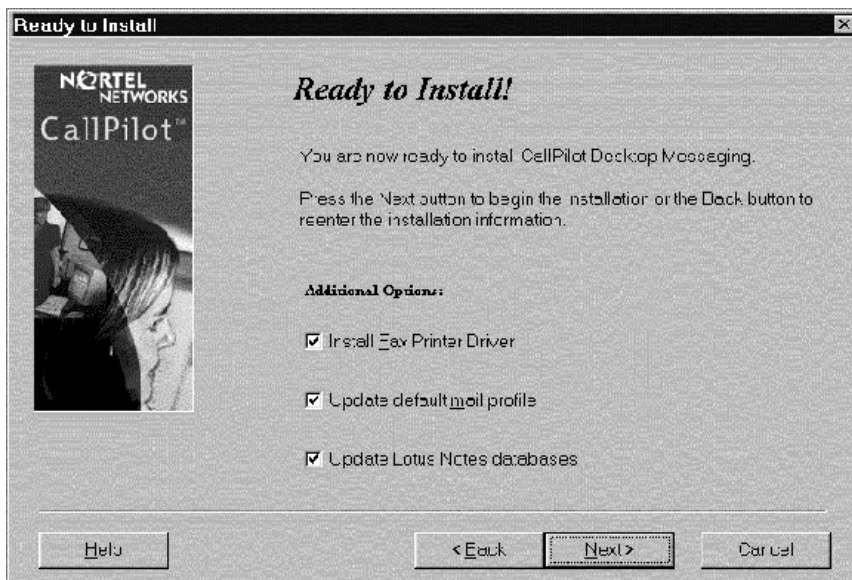 Ready to Install
NORTEL
NETWORKS
CallPilot™
Ready to Install!
You are now ready to install CallPilot Desktop Messaging.
Press the Next button to begin the installation or the Back button to
reenter the installation information.
Additional Options:
Install Fax Printer Driver
Update default mail profile
Update Lotus Notes databases
Help
< Back
Next >
Cancel